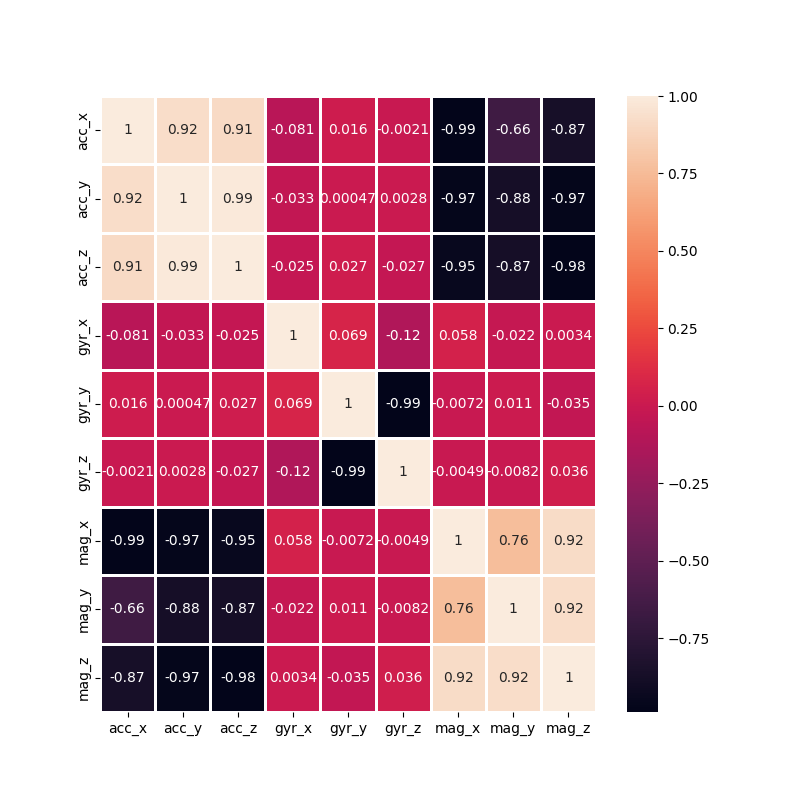 acc_x 1 0.92 0.91 -0.081 0.016 -0.0021 -0.99 -0.66 -0.87
acc_y 0.92 1 0.99 -0.033 0.00047 0.0028 -0.97 -0.88 -0.97
acc_z 0.91 0.99 1 -0.025 0.027 -0.027 -0.95 -0.87 -0.98
gyr_x -0.081 -0.033 -0.025 1 0.069 -0.12 0.058 -0.022 0.0034
gyr_y 0.016 0.00047 0.027 0.069 1 -0.99 -0.0072 0.011 -0.035
gyr_z -0.0021 0.0028 -0.027 -0.12 -0.99 1 -0.0049 -0.0082 0.036
mag_x -0.99 -0.97 -0.95 0.058 -0.0072 -0.0049 1 0.76 0.92
mag_y -0.66 -0.88 -0.87 -0.022 0.011 -0.0082 0.76 1 0.92
mag_z -0.87 -0.97 -0.98 0.0034 -0.035 0.036 0.92 0.92 1
acc_x acc_y acc_z gyr_x gyr_y gyr_z mag_x mag_y mag_z
1.00
0.75
0.50
0.25
0.00
−0.25
−0.50
−0.75